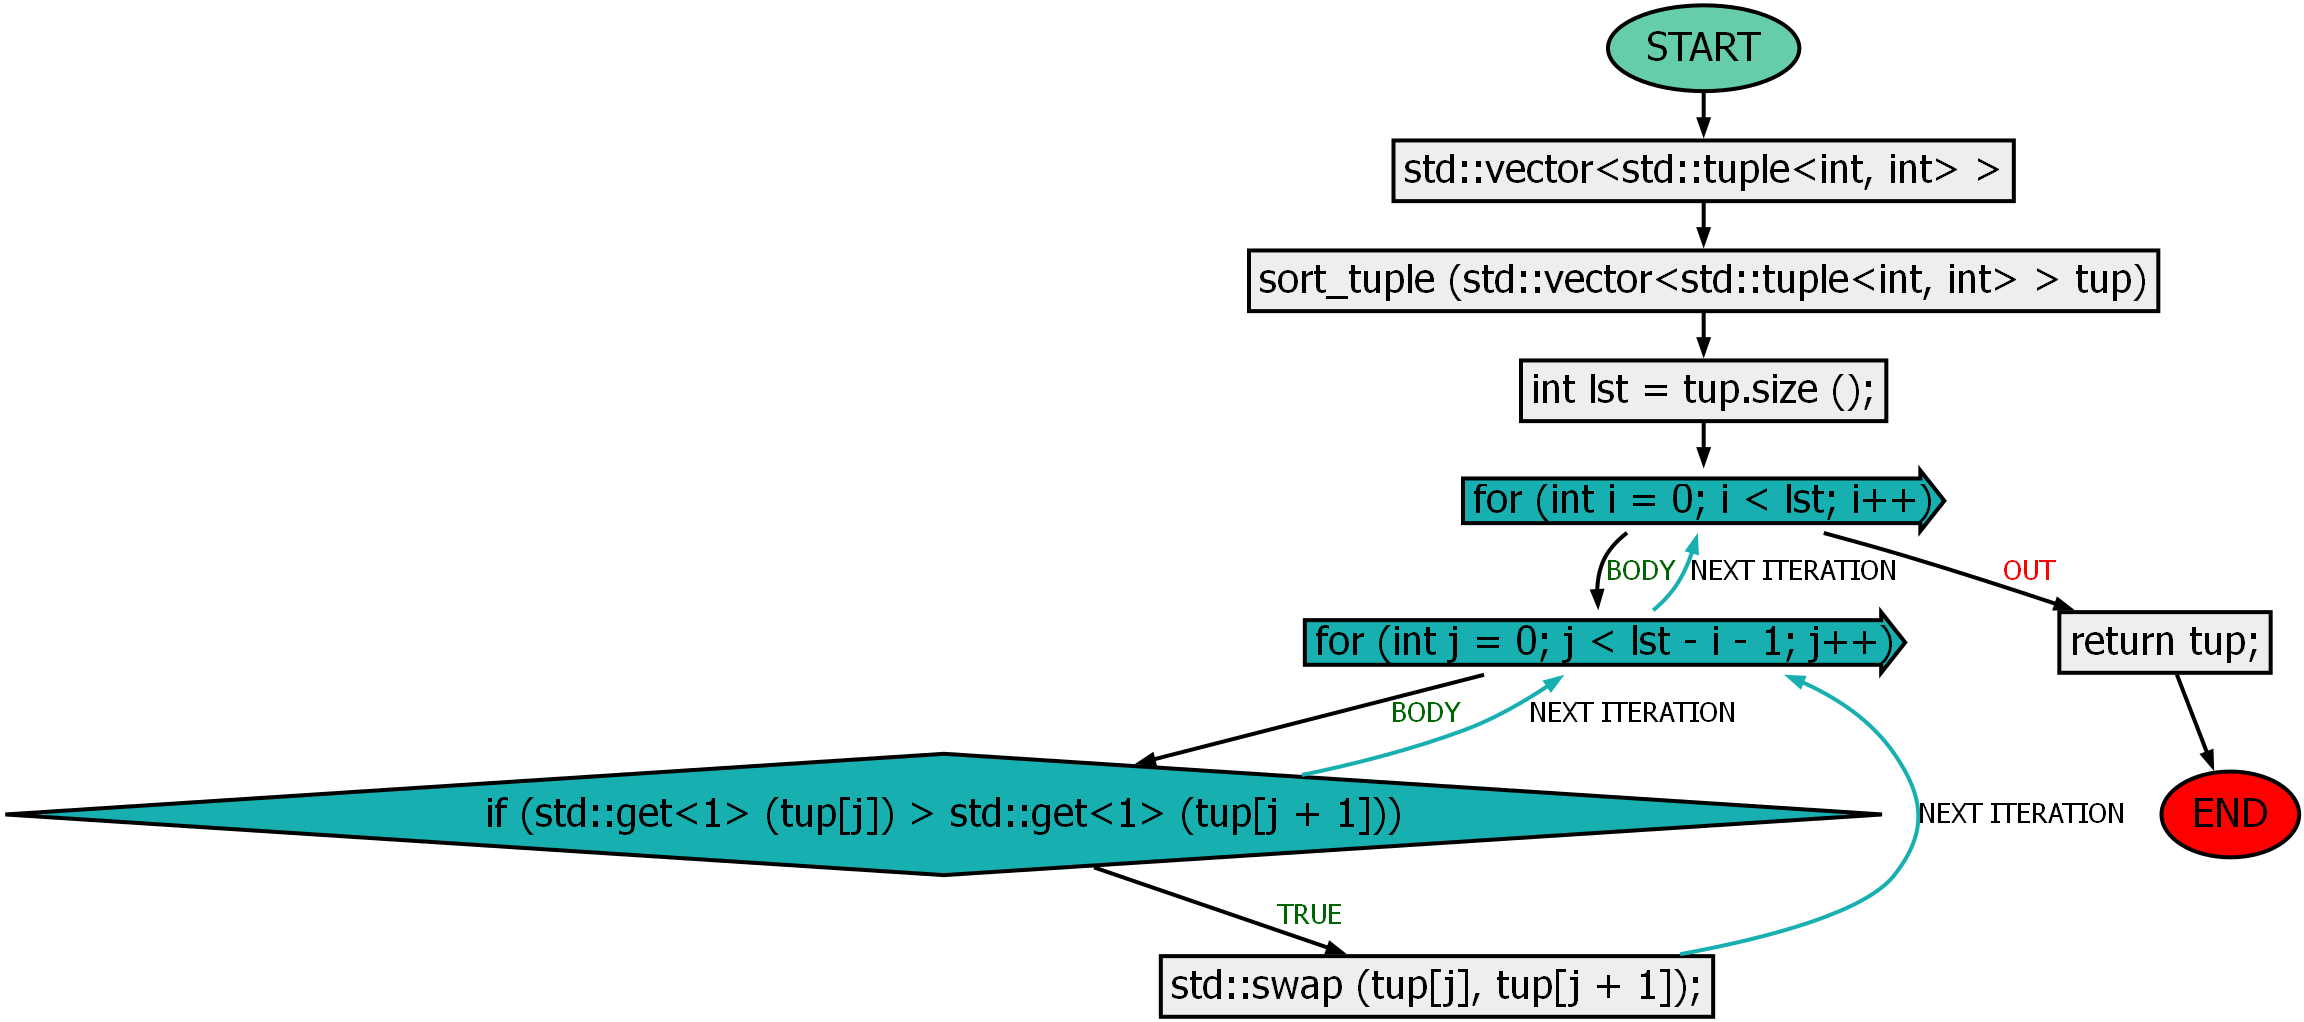 START
std::vector<std::tuple<int, int> >
sort_tuple (std::vector<std::tuple<int, int> > tup)
int lst = tup.size ();
for (int i = 0; i < lst; i++)
BODY
NEXT ITERATION
OUT
for (int j = 0; j < lst - i - 1; j++)
return tup;
BODY
NEXT ITERATION
if (std::get<1> (tup[j]) > std::get<1> (tup[j + 1]))
NEXT ITERATION
END
TRUE
std::swap (tup[j], tup[j + 1]);